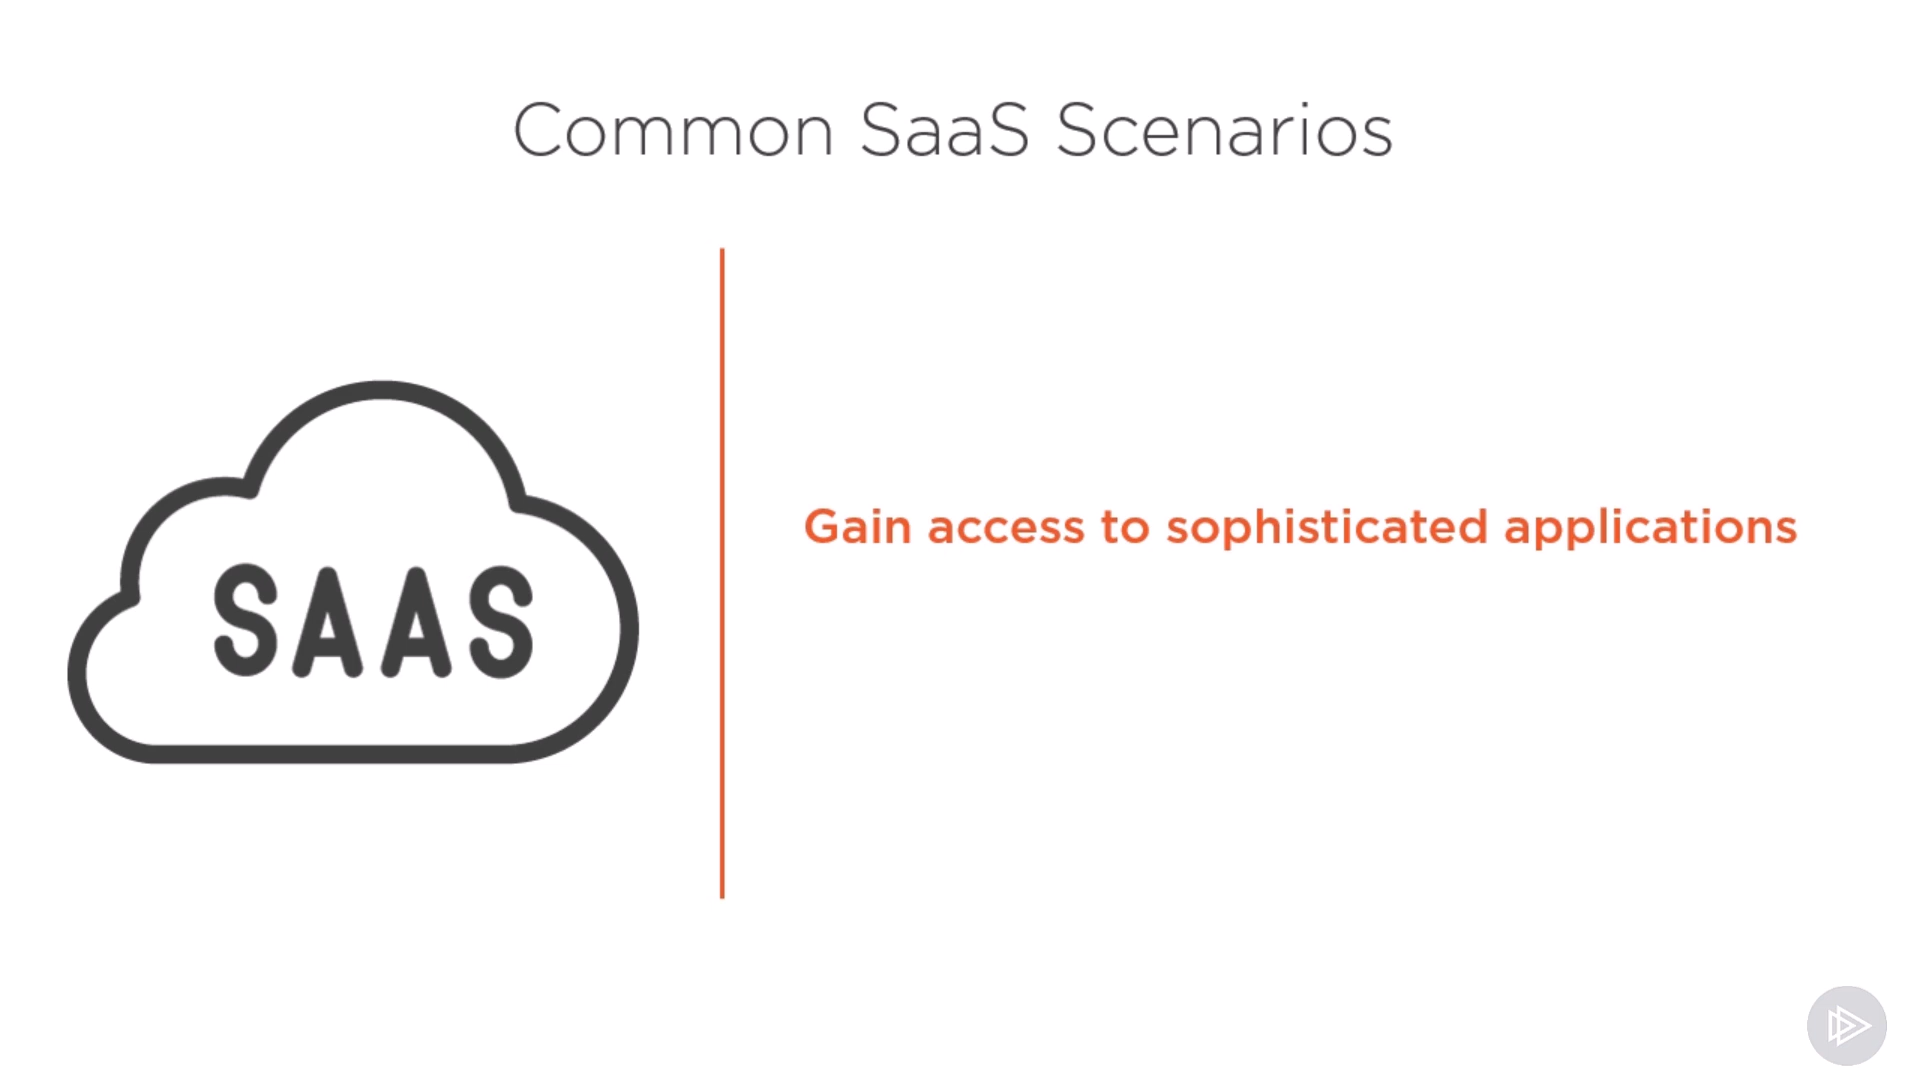 Common SaaS Scenarios
SAAS
Gain access to sophisticated applications